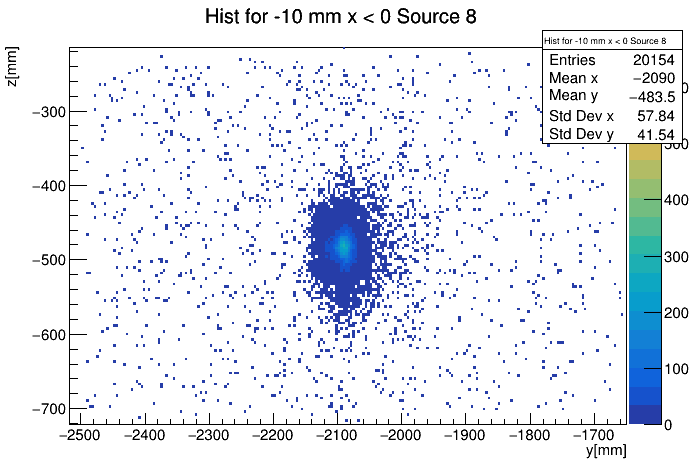 Hist for -10 mm x < 0 Source 8
z[mm]
Hist for -10 mm x < 0 Source 8
Entries 20154
Mean x −2090
Mean y −483.5
Std Dev x 57.84
Std Dev y 41.54
−300
−400
−500
−600
−700
400
300
200
100
0
−2500 −2400 −2300 −2200 −2100 −2000 −1900 −1800 −1700
y[mm]